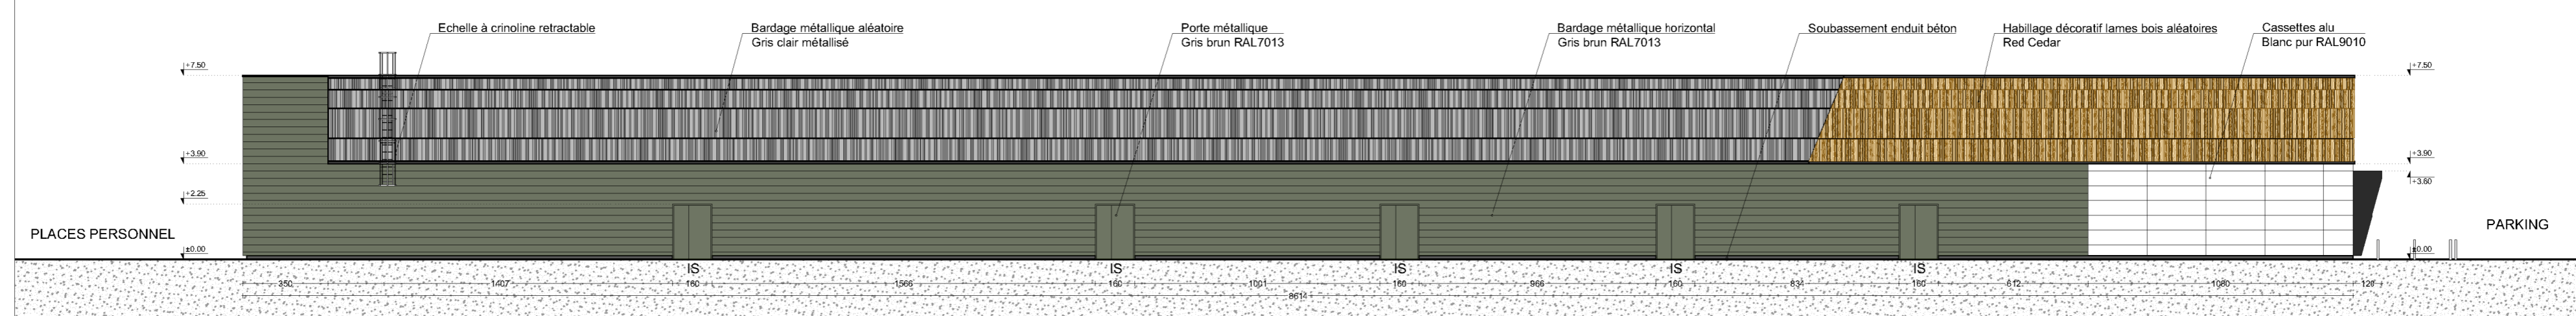 Echelle à crinoline retractable
Bardage métallique aléatoire
Gris clair métallisé
Porte métallique
Gris brun RAL7013
Bardage métallique horizontal
Gris brun RAL7013
Soubassement enduit béton
Habillage décoratif lames bois aléatoires
Red Cedar
Cassettes alu
Blanc pur RAL9010
+7.50
+7.50
+3.90
+3.90
+3.60
+2.25
PLACES PERSONNEL
PARKING
±0.00
±0.00
IS
IS
IS
IS
IS
350
1407
160
1566
160
1001
160
966
160
834
160
612
1080
120
8614